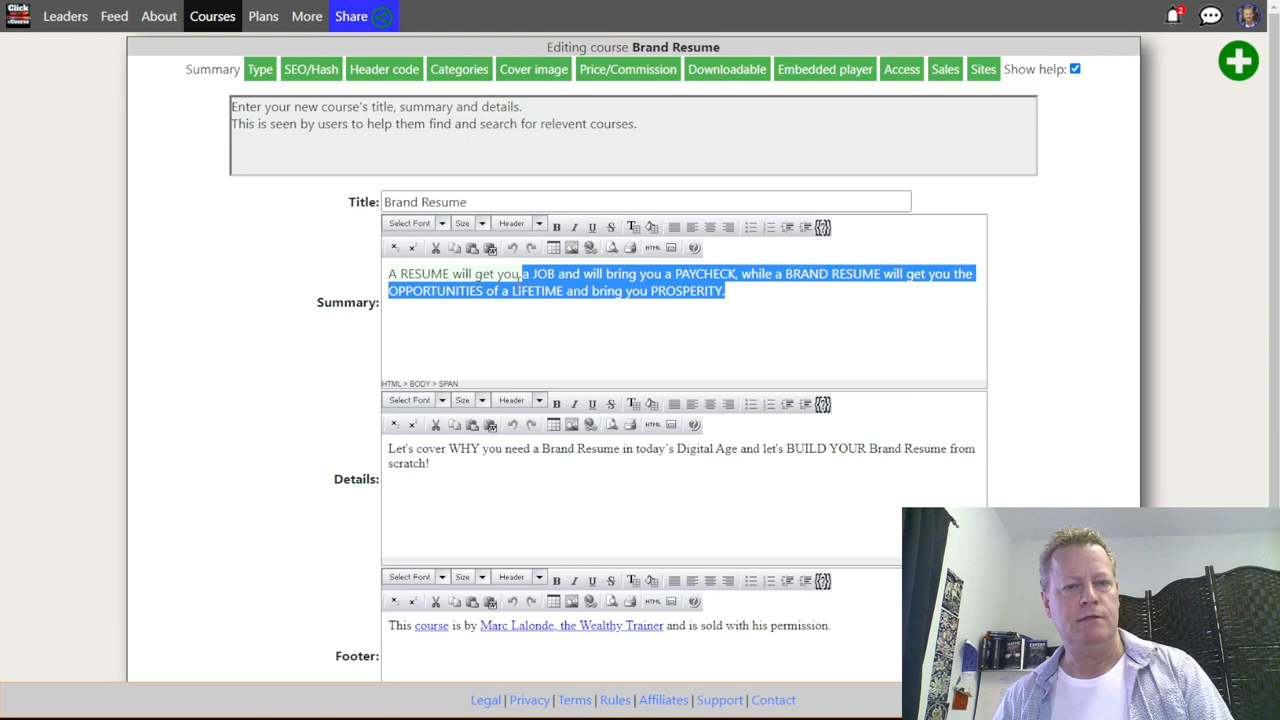 Click
eCourse
Leaders Feed About Courses Plans More Share 2
Editing course Brand Resume
Summary Type SEO/Hash Header code Categories Cover image Price/Commission Downloadable Embedded player Access Sales Sites Show help:
Enter your new course's title, summary and details.
This is seen by users to help them find and search for relevent courses.
Title: Brand Resume
Select Font Size Header B I U S
HTML
A RESUME will get you a JOB and will bring you a PAYCHECK, while a BRAND RESUME will get you the
OPPORTUNITIES of a LiFETIME and bring you PROSPERITY.
Summary:
HTML > BODY > SPAN
Select Font Size Header B I U S
HTML
Let's cover WHY you need a Brand Resume in today's Digital Age and let's BUILD YOUR Brand Resume from
scratch!
Details:
Select Font Size Header B I U S
HTML
This course is by Marc Lalonde, the Wealthy Trainer and is sold with his permission.
Footer:
Legal | Privacy | Terms | Rules | Affiliates | Support | Contact